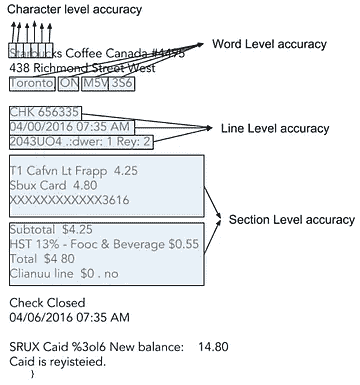 Character level accuracy
Starbucks Coffee Canada #4495
Word Level accuracy
438 Richmond Street West
Toronto, ON M5V 3S6
CHK 656335
04/00/2016 07:35 AM
Line Level accuracy
2043UO4 .:dwer: 1 Rey: 2
T1 Cafvn Lt Frapp 4.25
Sbux Card 4.80
XXXXXXXXXXXX3616
Section Level accuracy
Subtotal $4.25
HST 13% - Fooc & Beverage $0.55
Total $4 80
Clianuu line $0 . no
Check Closed
04/06/2016 07:35 AM
SRUX Caid %3ol6 New balance: 14.80
Caid is reyisteied.
}